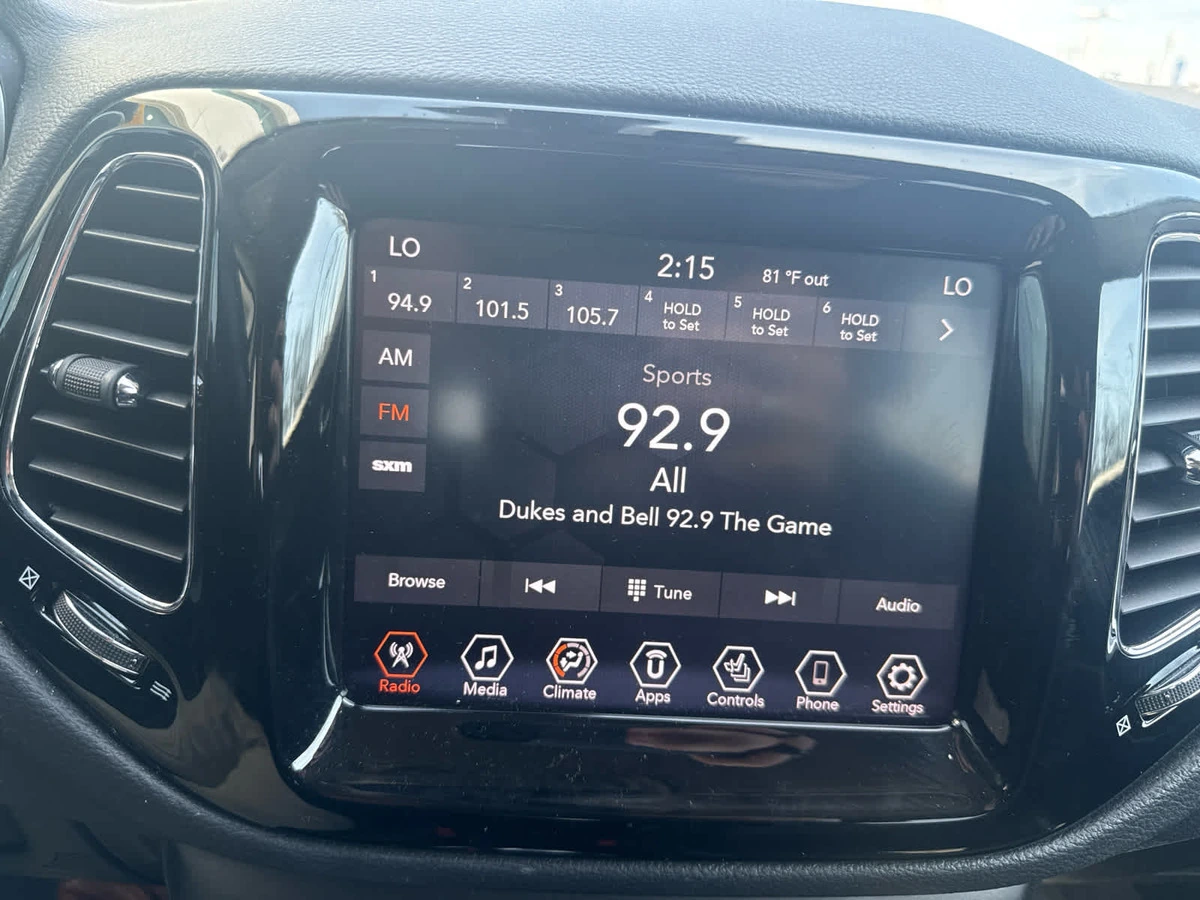 LO 2:15 81 °F out LO
1 94.9 2 101.5 3 105.7 4 HOLD to Set 5 HOLD to Set 6 HOLD to Set
AM
FM
sxm
Sports
92.9
All
Dukes and Bell 92.9 The Game
Browse Tune Audio
Radio Media Climate Apps Controls Phone Settings